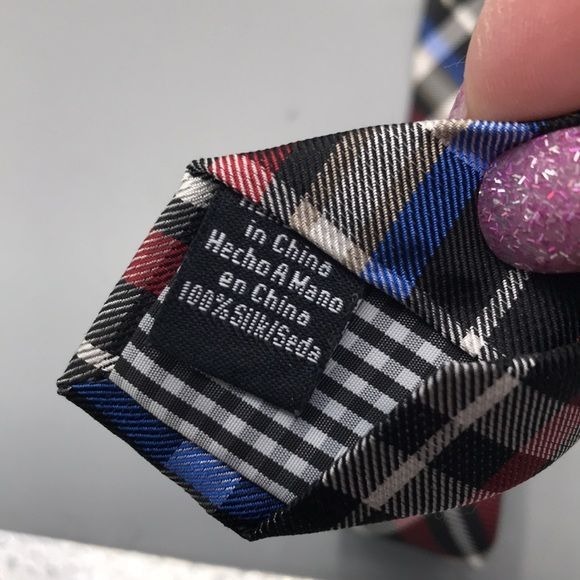 in China
Hecho A Mano
en China
100% Silk/Seda